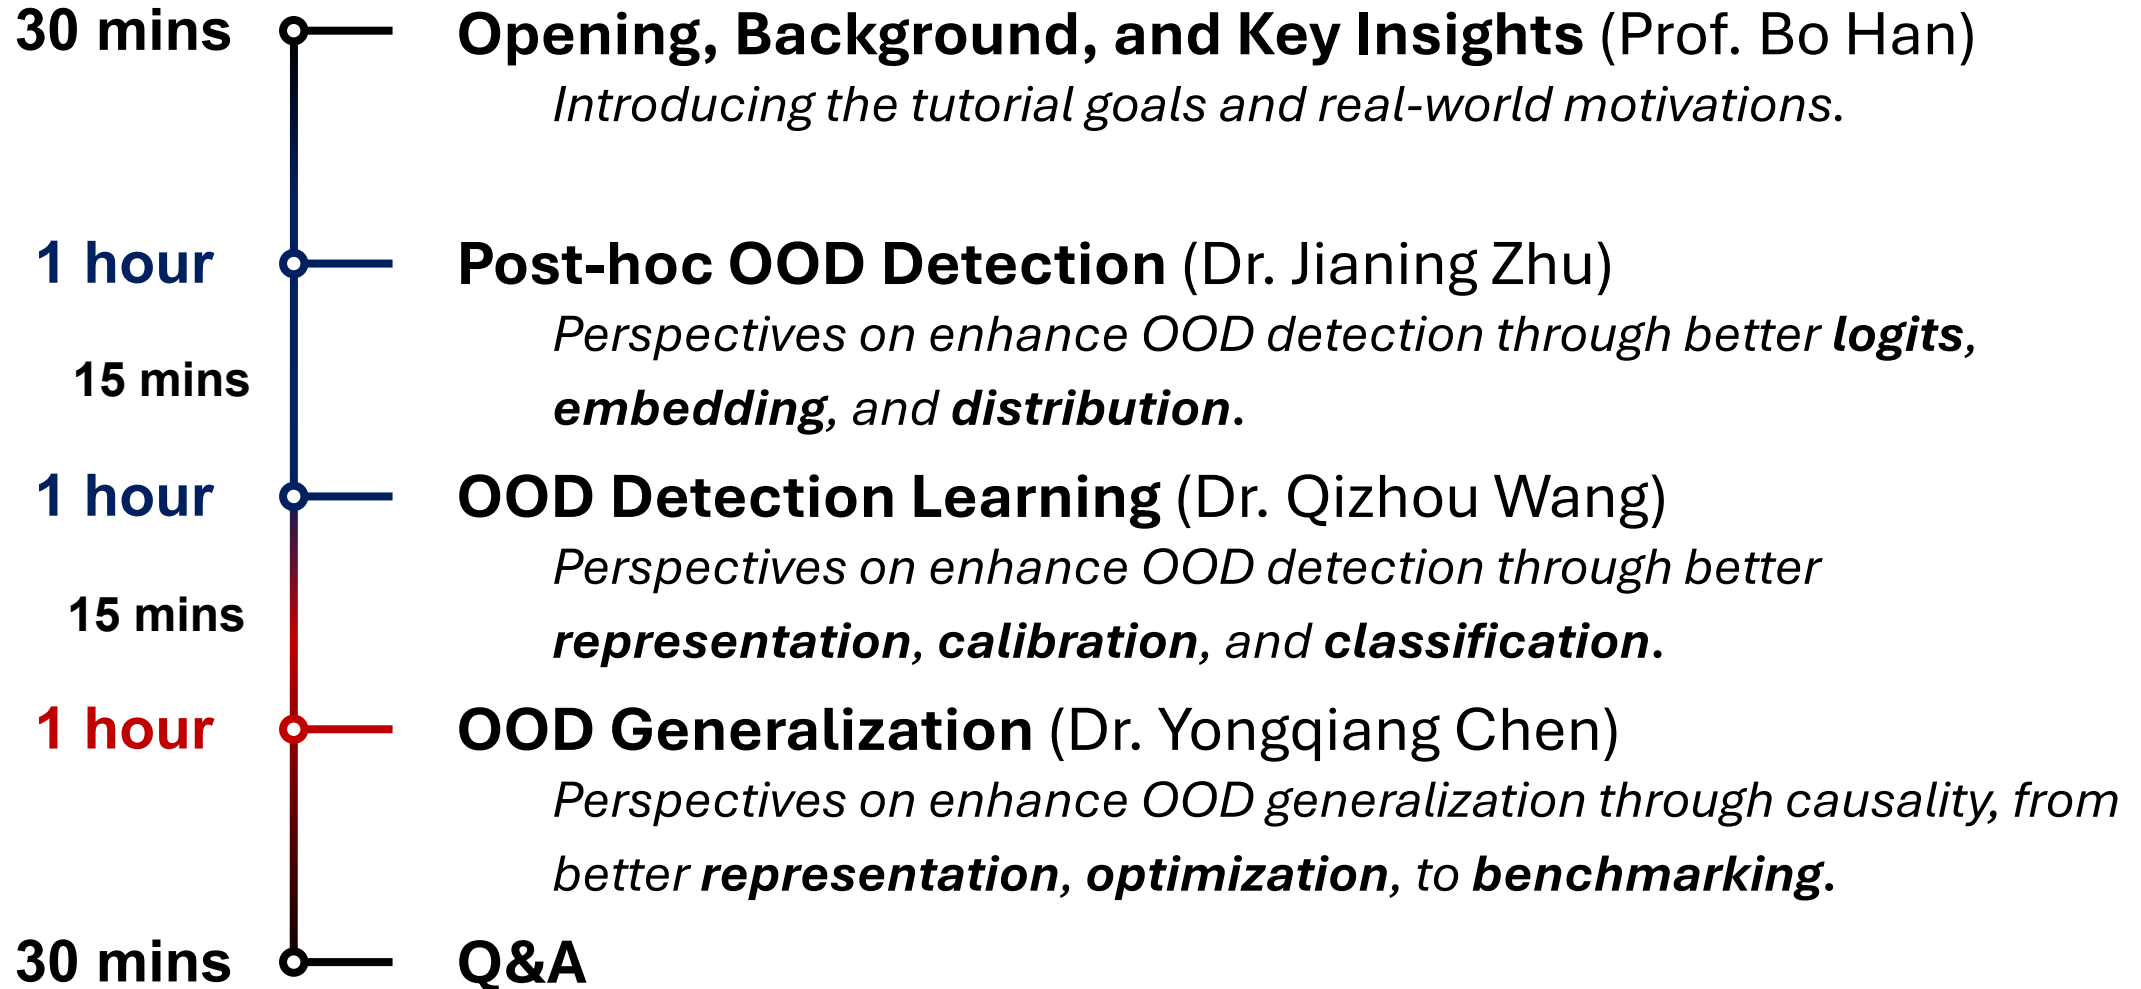 30 mins Opening, Background, and Key Insights (Prof. Bo Han)
Introducing the tutorial goals and real-world motivations.
1 hour Post-hoc OOD Detection (Dr. Jianing Zhu)
Perspectives on enhance OOD detection through better logits,
15 mins
embedding, and distribution.
1 hour OOD Detection Learning (Dr. Qizhou Wang)
Perspectives on enhance OOD detection through better
15 mins
representation, calibration, and classification.
1 hour OOD Generalization (Dr. Yongqiang Chen)
Perspectives on enhance OOD generalization through causality, from
better representation, optimization, to benchmarking.
30 mins Q&A